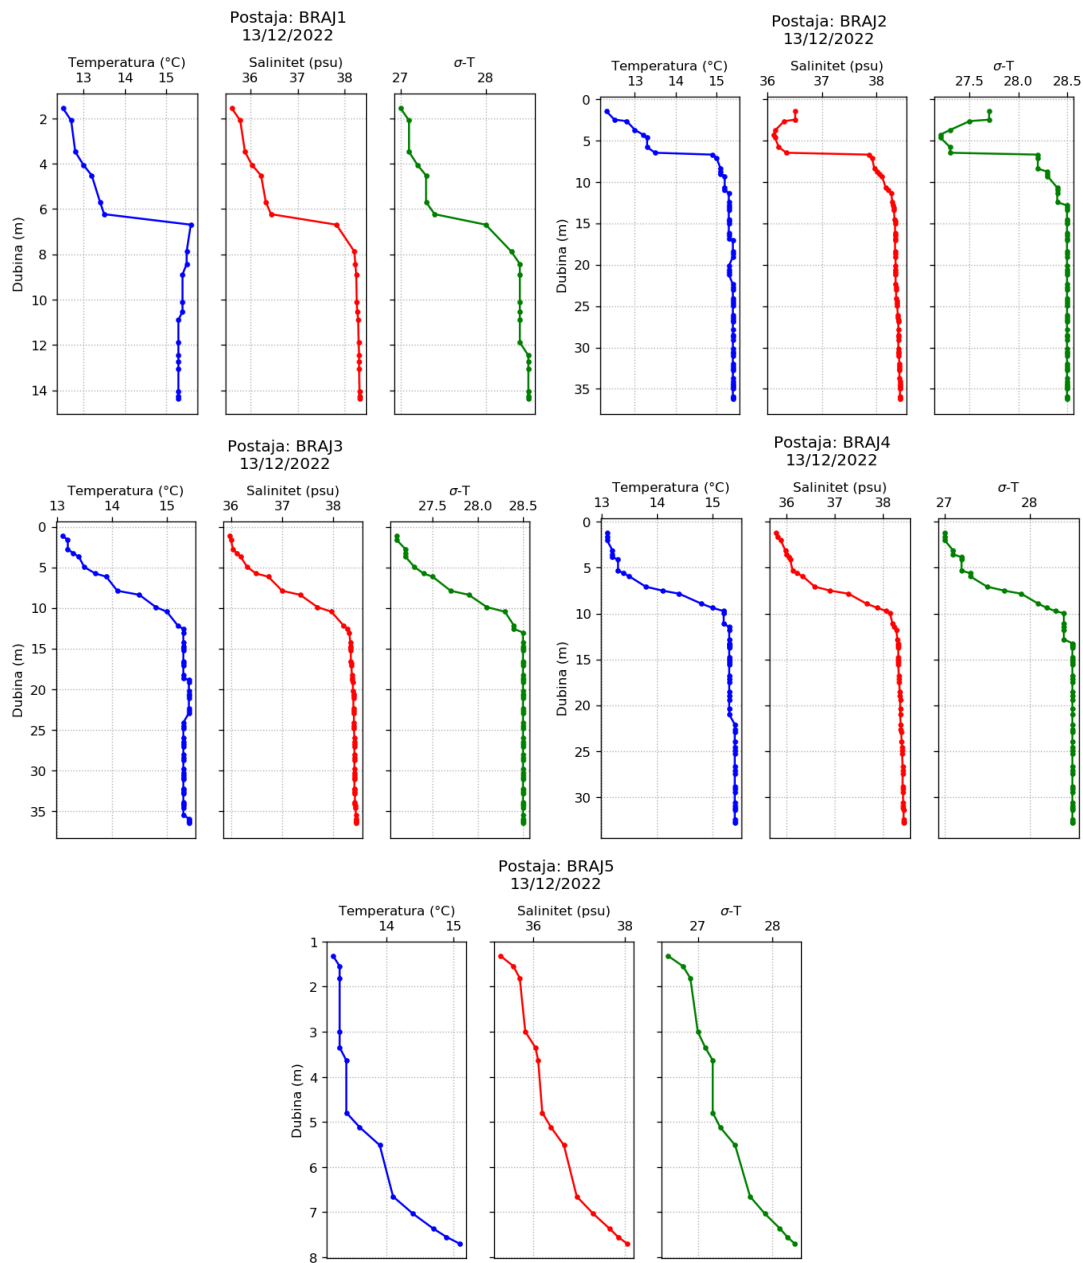 Postaja: BRAJ1
13/12/2022
Temperatura (°C) Salinitet (psu) σ-T
13 14 15 36 37 38 27 28
Dubina (m)
2
4
6
8
10
12
14
Postaja: BRAJ2
13/12/2022
Temperatura (°C) Salinitet (psu) σ-T
13 14 15 36 37 38 27.5 28.0 28.5
Dubina (m)
0
5
10
15
20
25
30
35
Postaja: BRAJ3
13/12/2022
Temperatura (°C) Salinitet (psu) σ-T
13 14 15 36 37 38 27.5 28.0 28.5
Dubina (m)
0
5
10
15
20
25
30
35
Postaja: BRAJ4
13/12/2022
Temperatura (°C) Salinitet (psu) σ-T
13 14 15 36 37 38 27 28
Dubina (m)
0
5
10
15
20
25
30
Postaja: BRAJ5
13/12/2022
Temperatura (°C) Salinitet (psu) σ-T
14 15 36 38 27 28
Dubina (m)
1
2
3
4
5
6
7
8